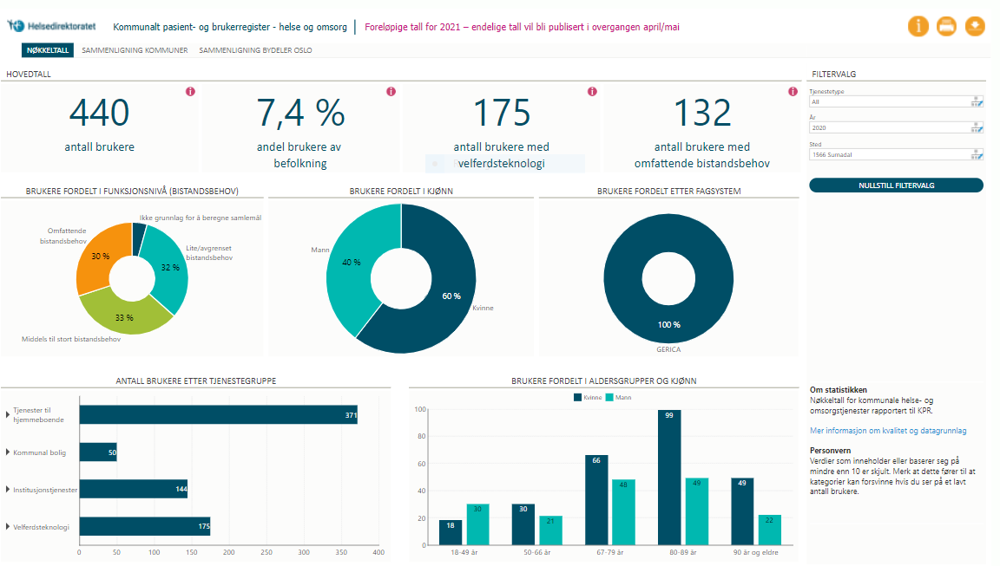 Helsedirektoratet
Kommunalt pasient- og brukerregister - helse og omsorg
Foreløpige tall for 2021 – endelige tall vil bli publisert i overgangen april/mai
NØKKELTALL
SAMMENLIGNING KOMMUNER
SAMMENLIGNING BYDELER OSLO
HOVEDTALL
440
antall brukere
7,4 %
andel brukere av
befolkning
175
antall brukere med
velferdsteknologi
132
antall brukere med
omfattende bistandsbehov
FILTERVALG
Tjenestetype
All
År
2020
Sted
1566 Surnadal
NULLSTILL FILTERVALG
BRUKERE FORDELT I FUNKSJONSNIVÅ (BISTANDSBEHOV)
Ikke grunnlag for å beregne samlemål
Omfattende
bistandsbehov
30 %
Lite/avgrenset
bistandsbehov
32 %
33 %
Middels til stort bistandsbehov
BRUKERE FORDELT I KJØNN
Mann
40 %
60 %
Kvinne
BRUKERE FORDELT ETTER FAGSYSTEM
100 %
GERICA
ANTALL BRUKERE ETTER TJENESTEGRUPPE
Tjenester til
hjemmeboende
371
Kommunal bolig
50
Institusjonstjenester
144
Velferdsteknologi
175
0 50 100 150 200 250 300 350 400
BRUKERE FORDELT I ALDERSGRUPPER OG KJØNN
Kvinne Mann
100
80
60
40
20
0
18 30
30 21
66 48
99 49
49 22
18-49 år 50-66 år 67-79 år 80-89 år 90 år og eldre
Om statistikken
Nøkkeltall for kommunale helse- og
omsorgstjenester rapportert til KPR.
Mer informasjon om kvalitet og datagrunnlag
Personvern
Verdier som inneholder eller baserer seg på
mindre enn 10 er skjult. Merk at dette fører til at
kategorier kan forsvinne hvis du ser på et lavt
antall brukere.